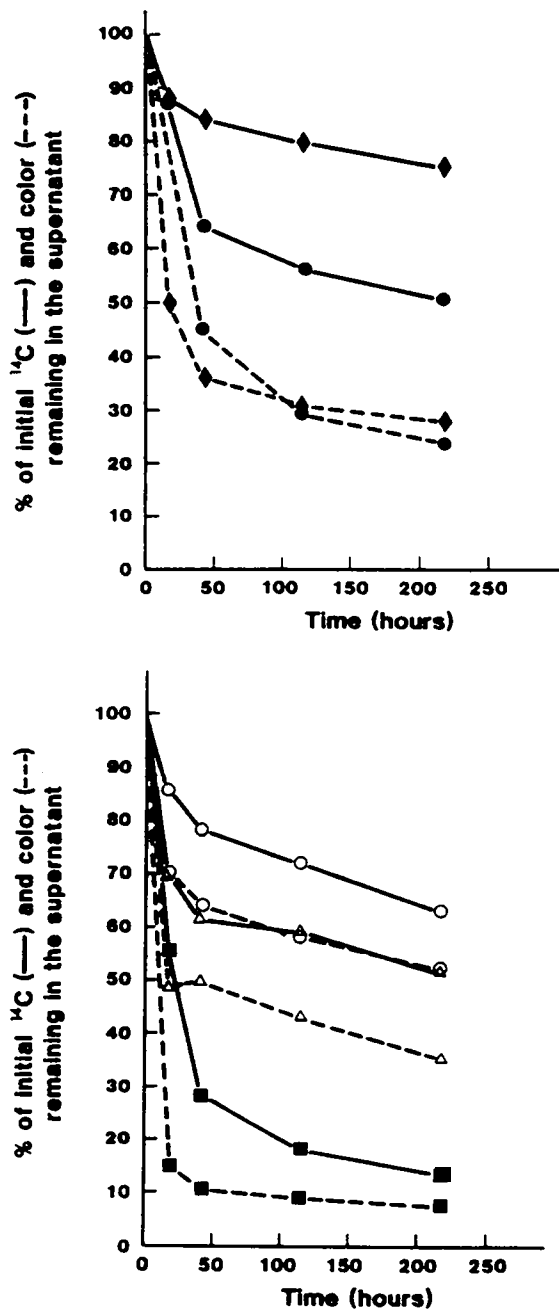 % of initial ¹⁴C (—) and color (---)
remaining in the supernatant
100
90
80
70
60
50
40
30
20
10
0
0 50 100 150 200 250
Time (hours)
% of initial ¹⁴C (—) and color (---)
remaining in the supernatant
100
90
80
70
60
50
40
30
20
10
0
0 50 100 150 200 250
Time (hours)